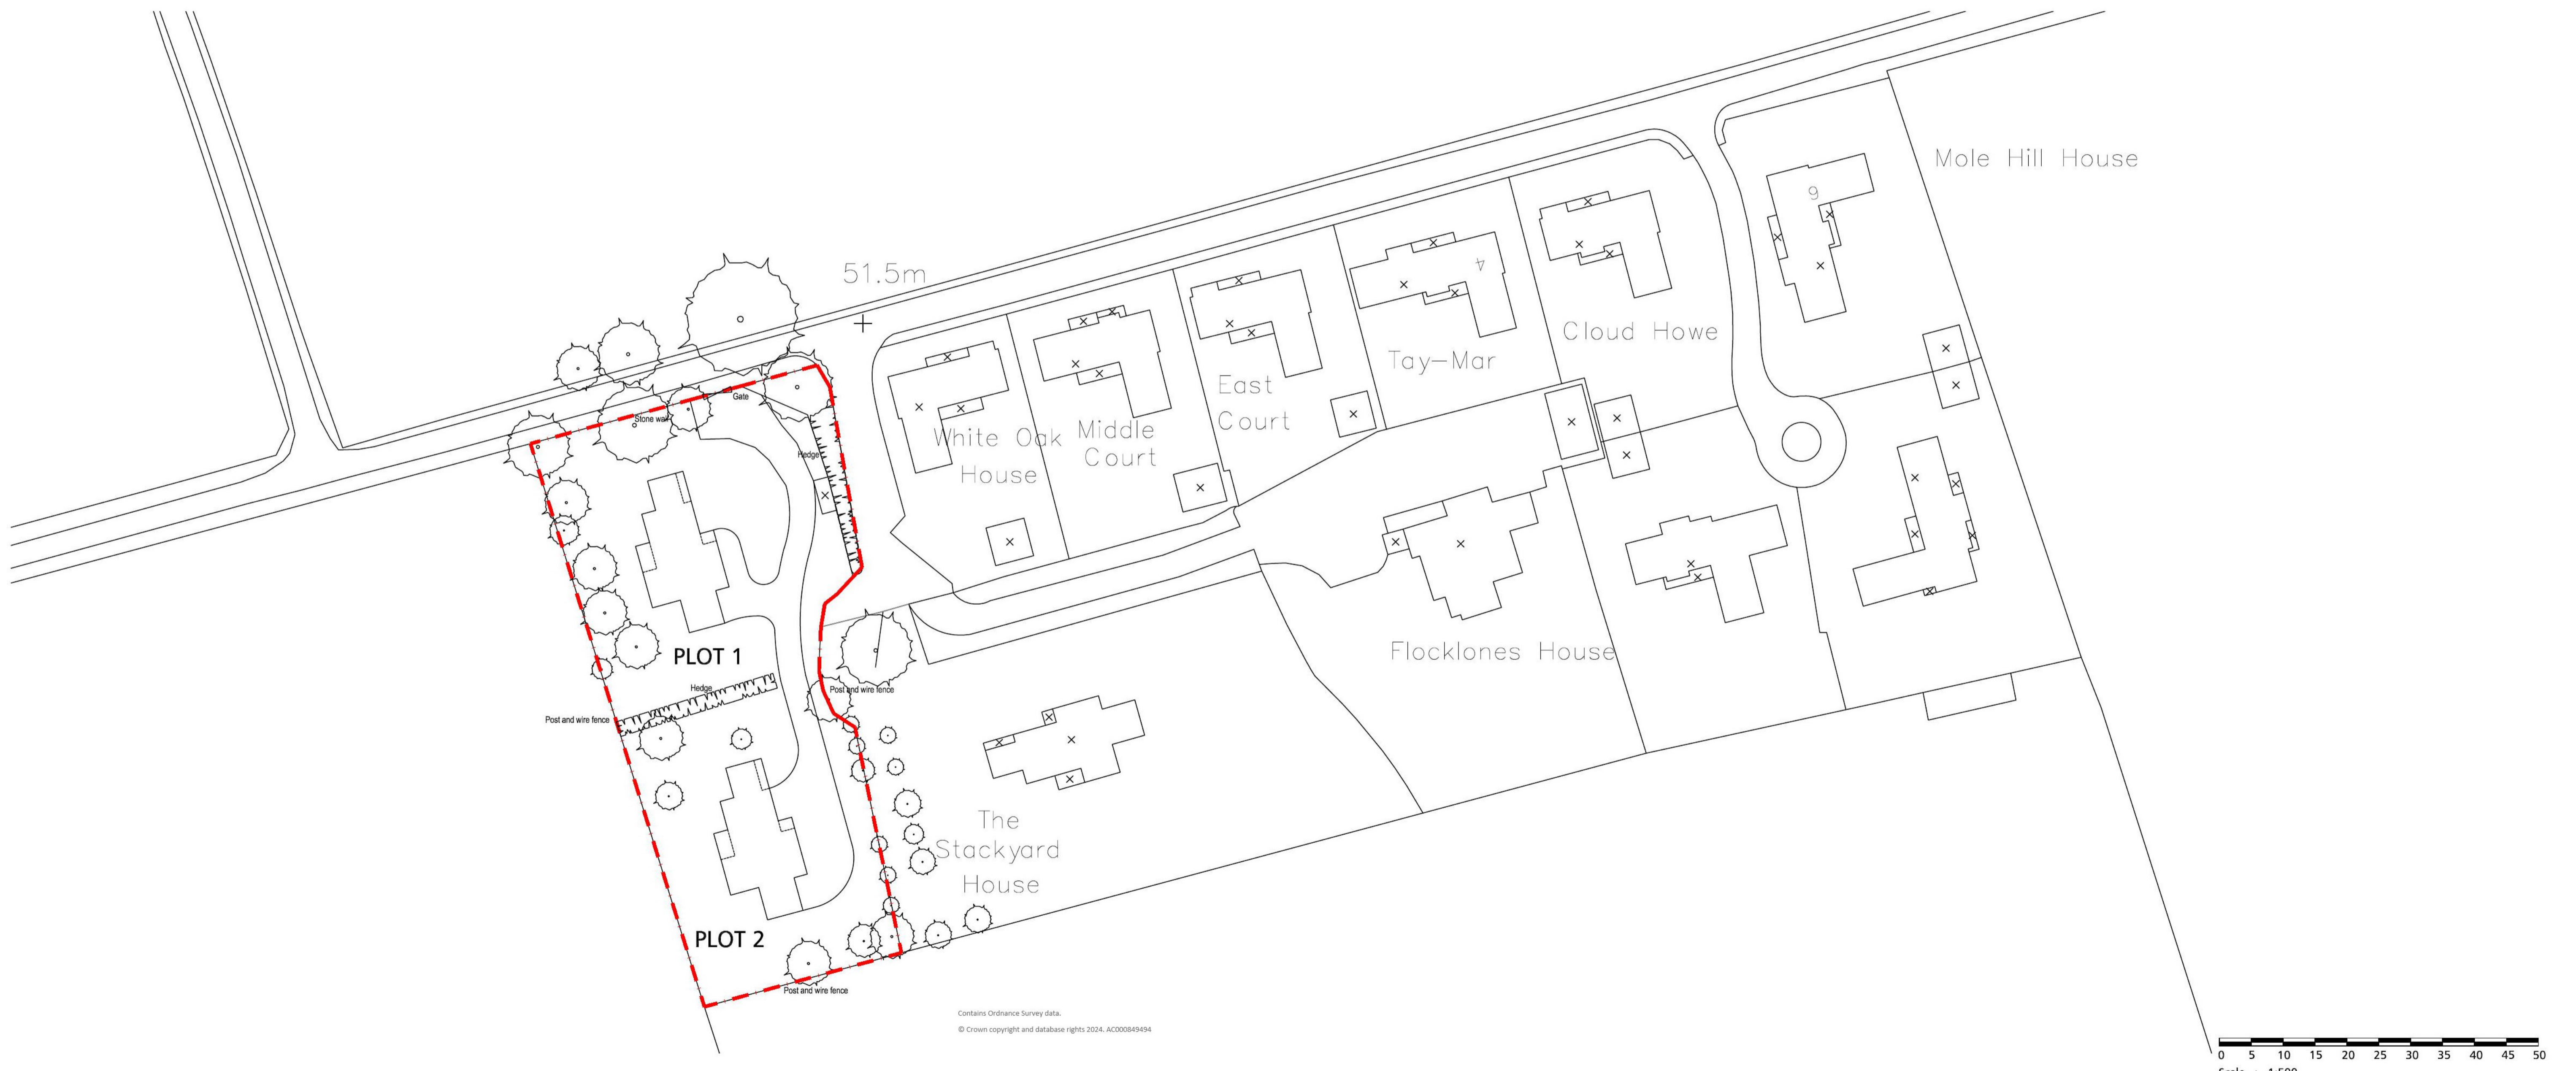 Mole Hill House
6
51.5m
4
Cloud Howe
Tay-Mar
East
Court
Gate
Stone wall
White Oak
House
Middle
Court
Hedge
PLOT 1
Flocklones House
Hedge
Post and wire fence
Post and wire fence
The
Stackyard
House
PLOT 2
Post and wire fence
Contains Ordnance Survey data.
© Crown copyright and database rights 2024. AC000849494
0 5 10 15 20 25 30 35 40 45 50